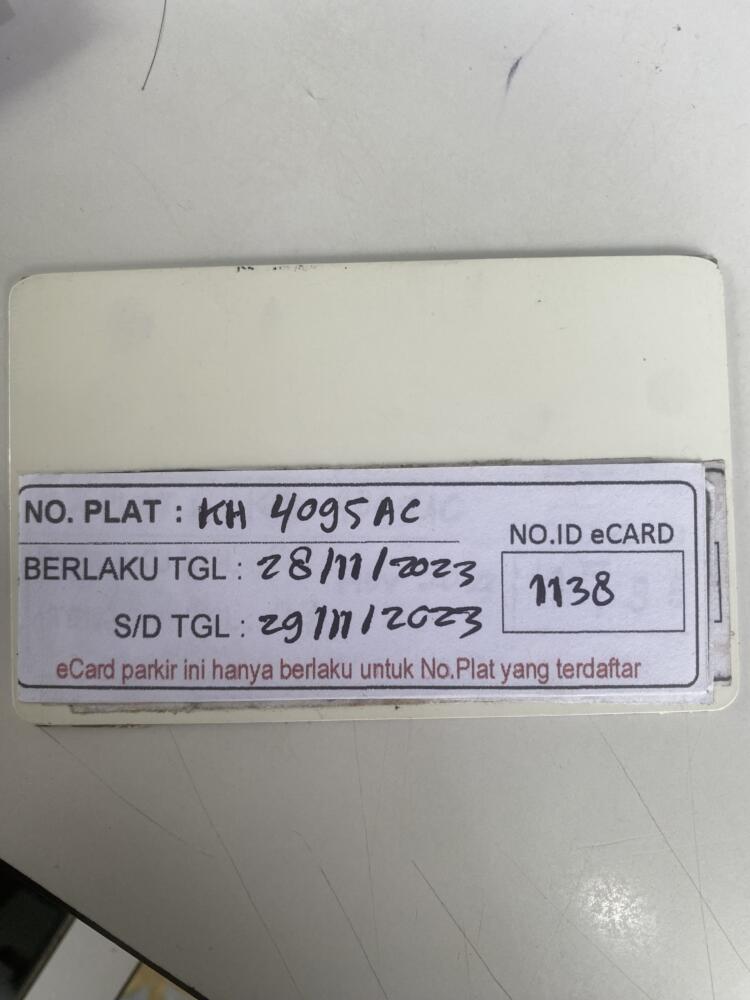 NO. PLAT : KH 4095 AC
BERLAKU TGL : 28/11/2023
S/D TGL : 29/11/2023
NO.ID eCARD
1138
eCard parkir ini hanya berlaku untuk No.Plat yang terdaftar